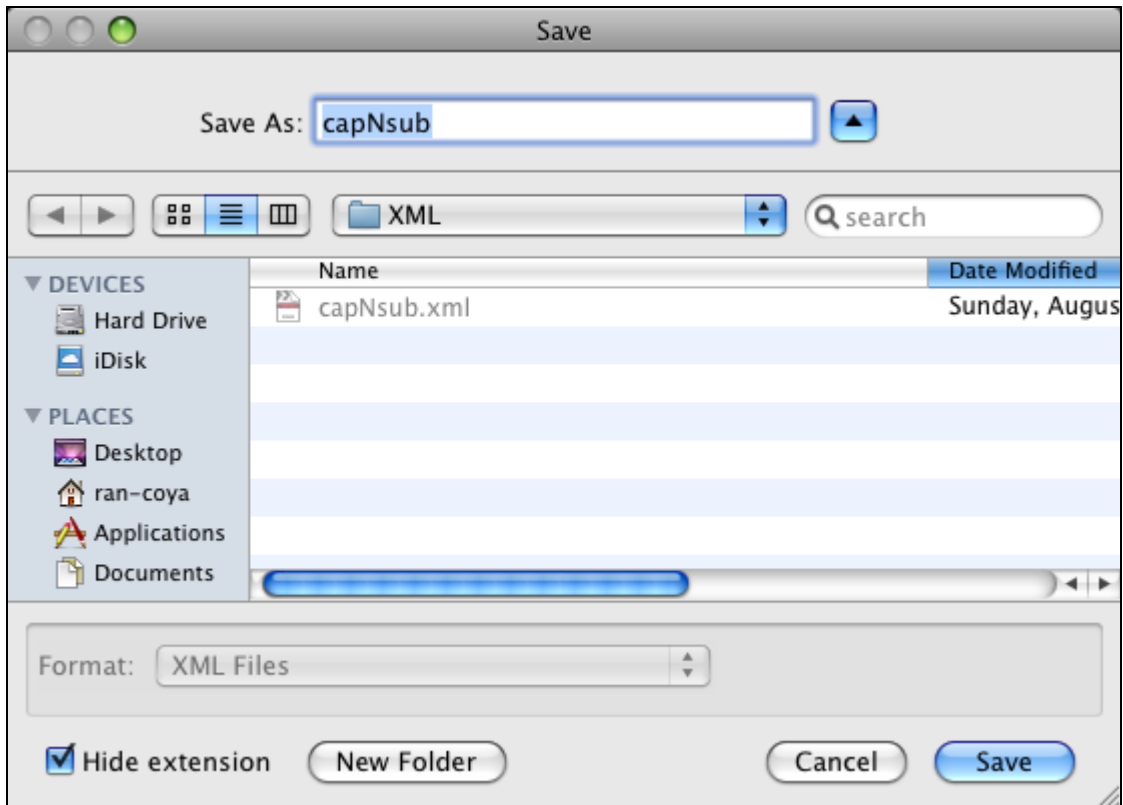 Save
Save As: capNsub
XML
search
DEVICES
Hard Drive
iDisk
PLACES
Desktop
ran-coya
Applications
Documents
Name Date Modified
capNsub.xml Sunday, Augus
Format: XML Files
Hide extension New Folder Cancel Save